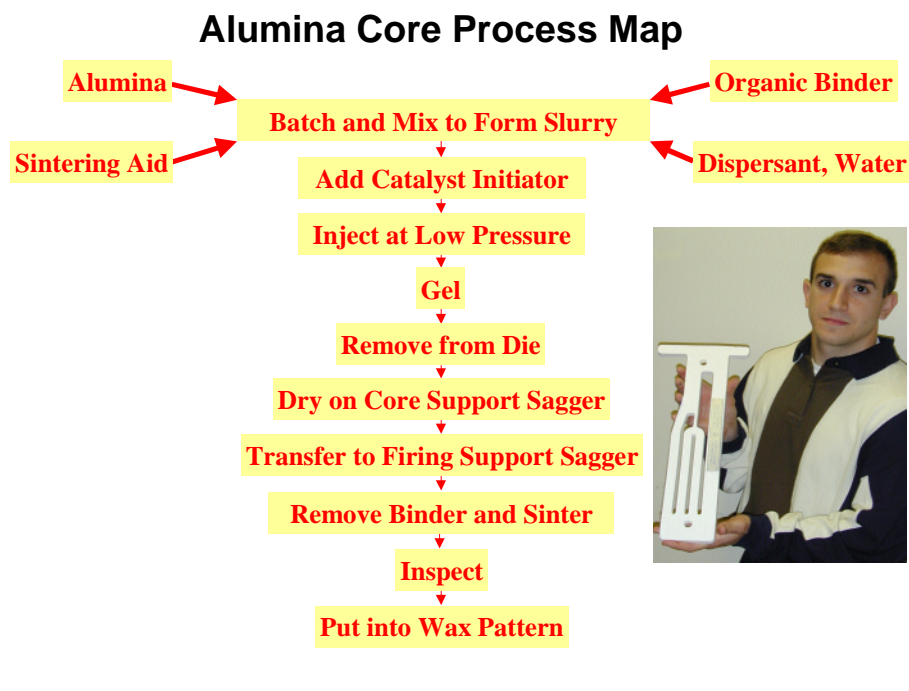 Alumina Core Process Map
Alumina
Organic Binder
Batch and Mix to Form Slurry
Sintering Aid
Dispersant, Water
Add Catalyst Initiator
Inject at Low Pressure
Gel
Remove from Die
Dry on Core Support Sagger
Transfer to Firing Support Sagger
Remove Binder and Sinter
Inspect
Put into Wax Pattern